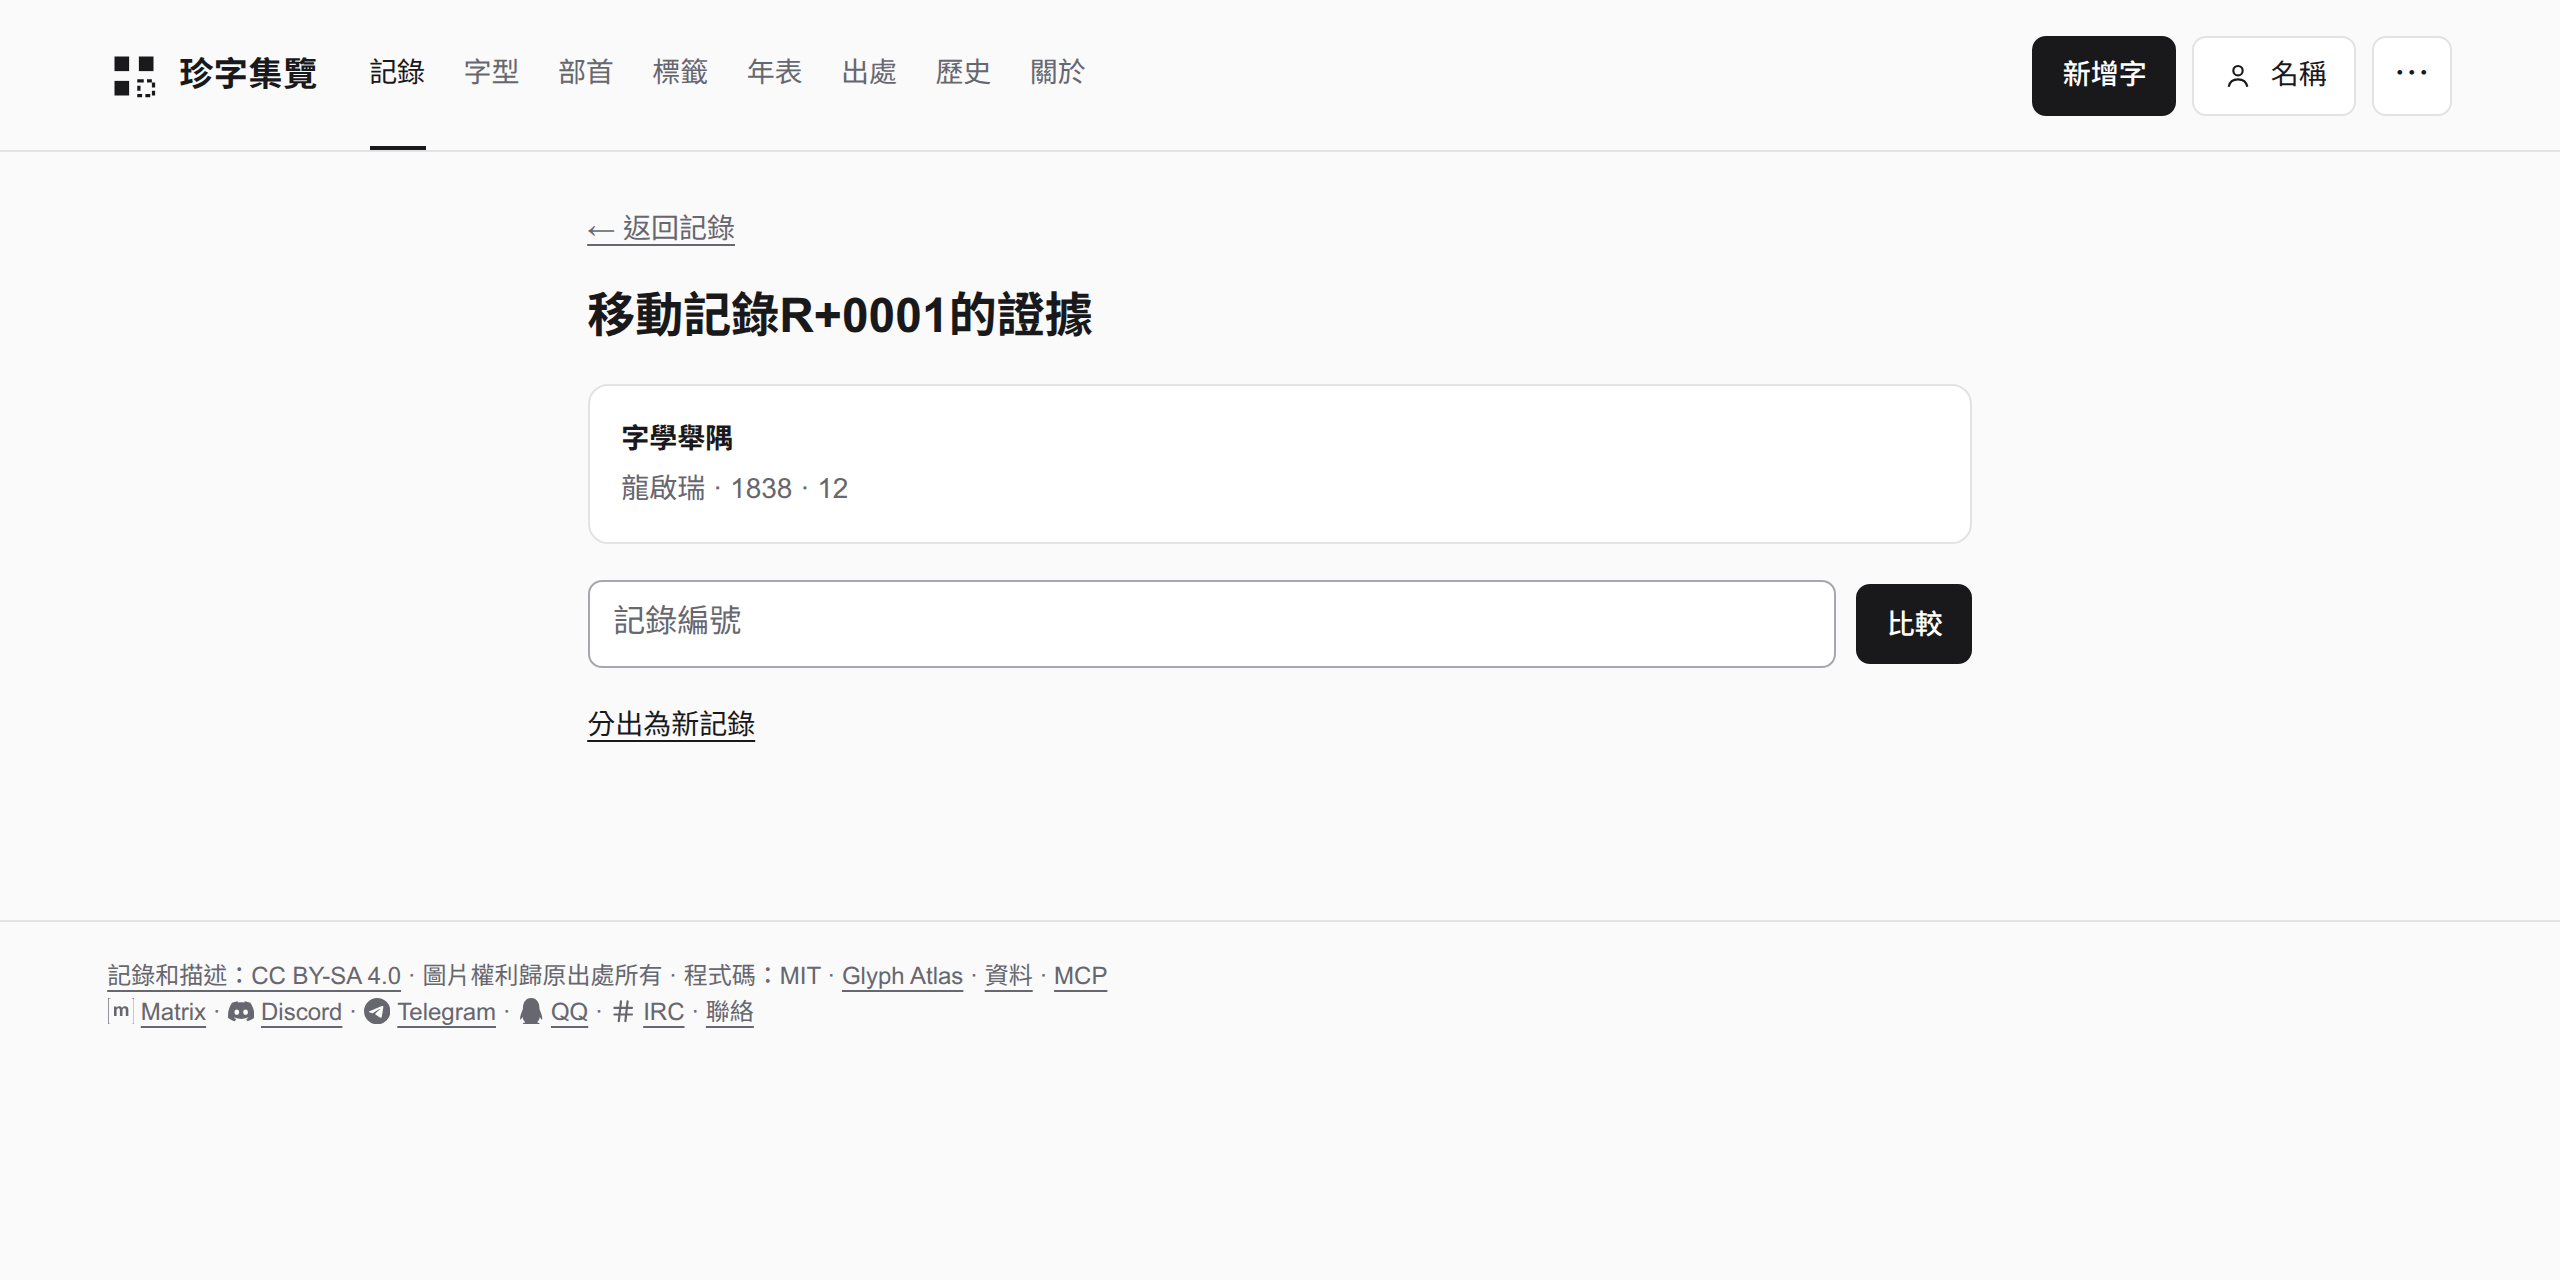 珍字集覽 記錄 字型 部首 標籤 年表 出處 歷史 關於 新增字 名稱 ···
← 返回記錄
移動記錄R+0001的證據
字學舉隅
龍啟瑞 · 1838 · 12
記錄編號 比較
分出為新記錄
記錄和描述：CC BY-SA 4.0 · 圖片權利歸原出處所有 · 程式碼：MIT · Glyph Atlas · 資料 · MCP
[m] Matrix · Discord · Telegram · QQ · # IRC · 聯絡